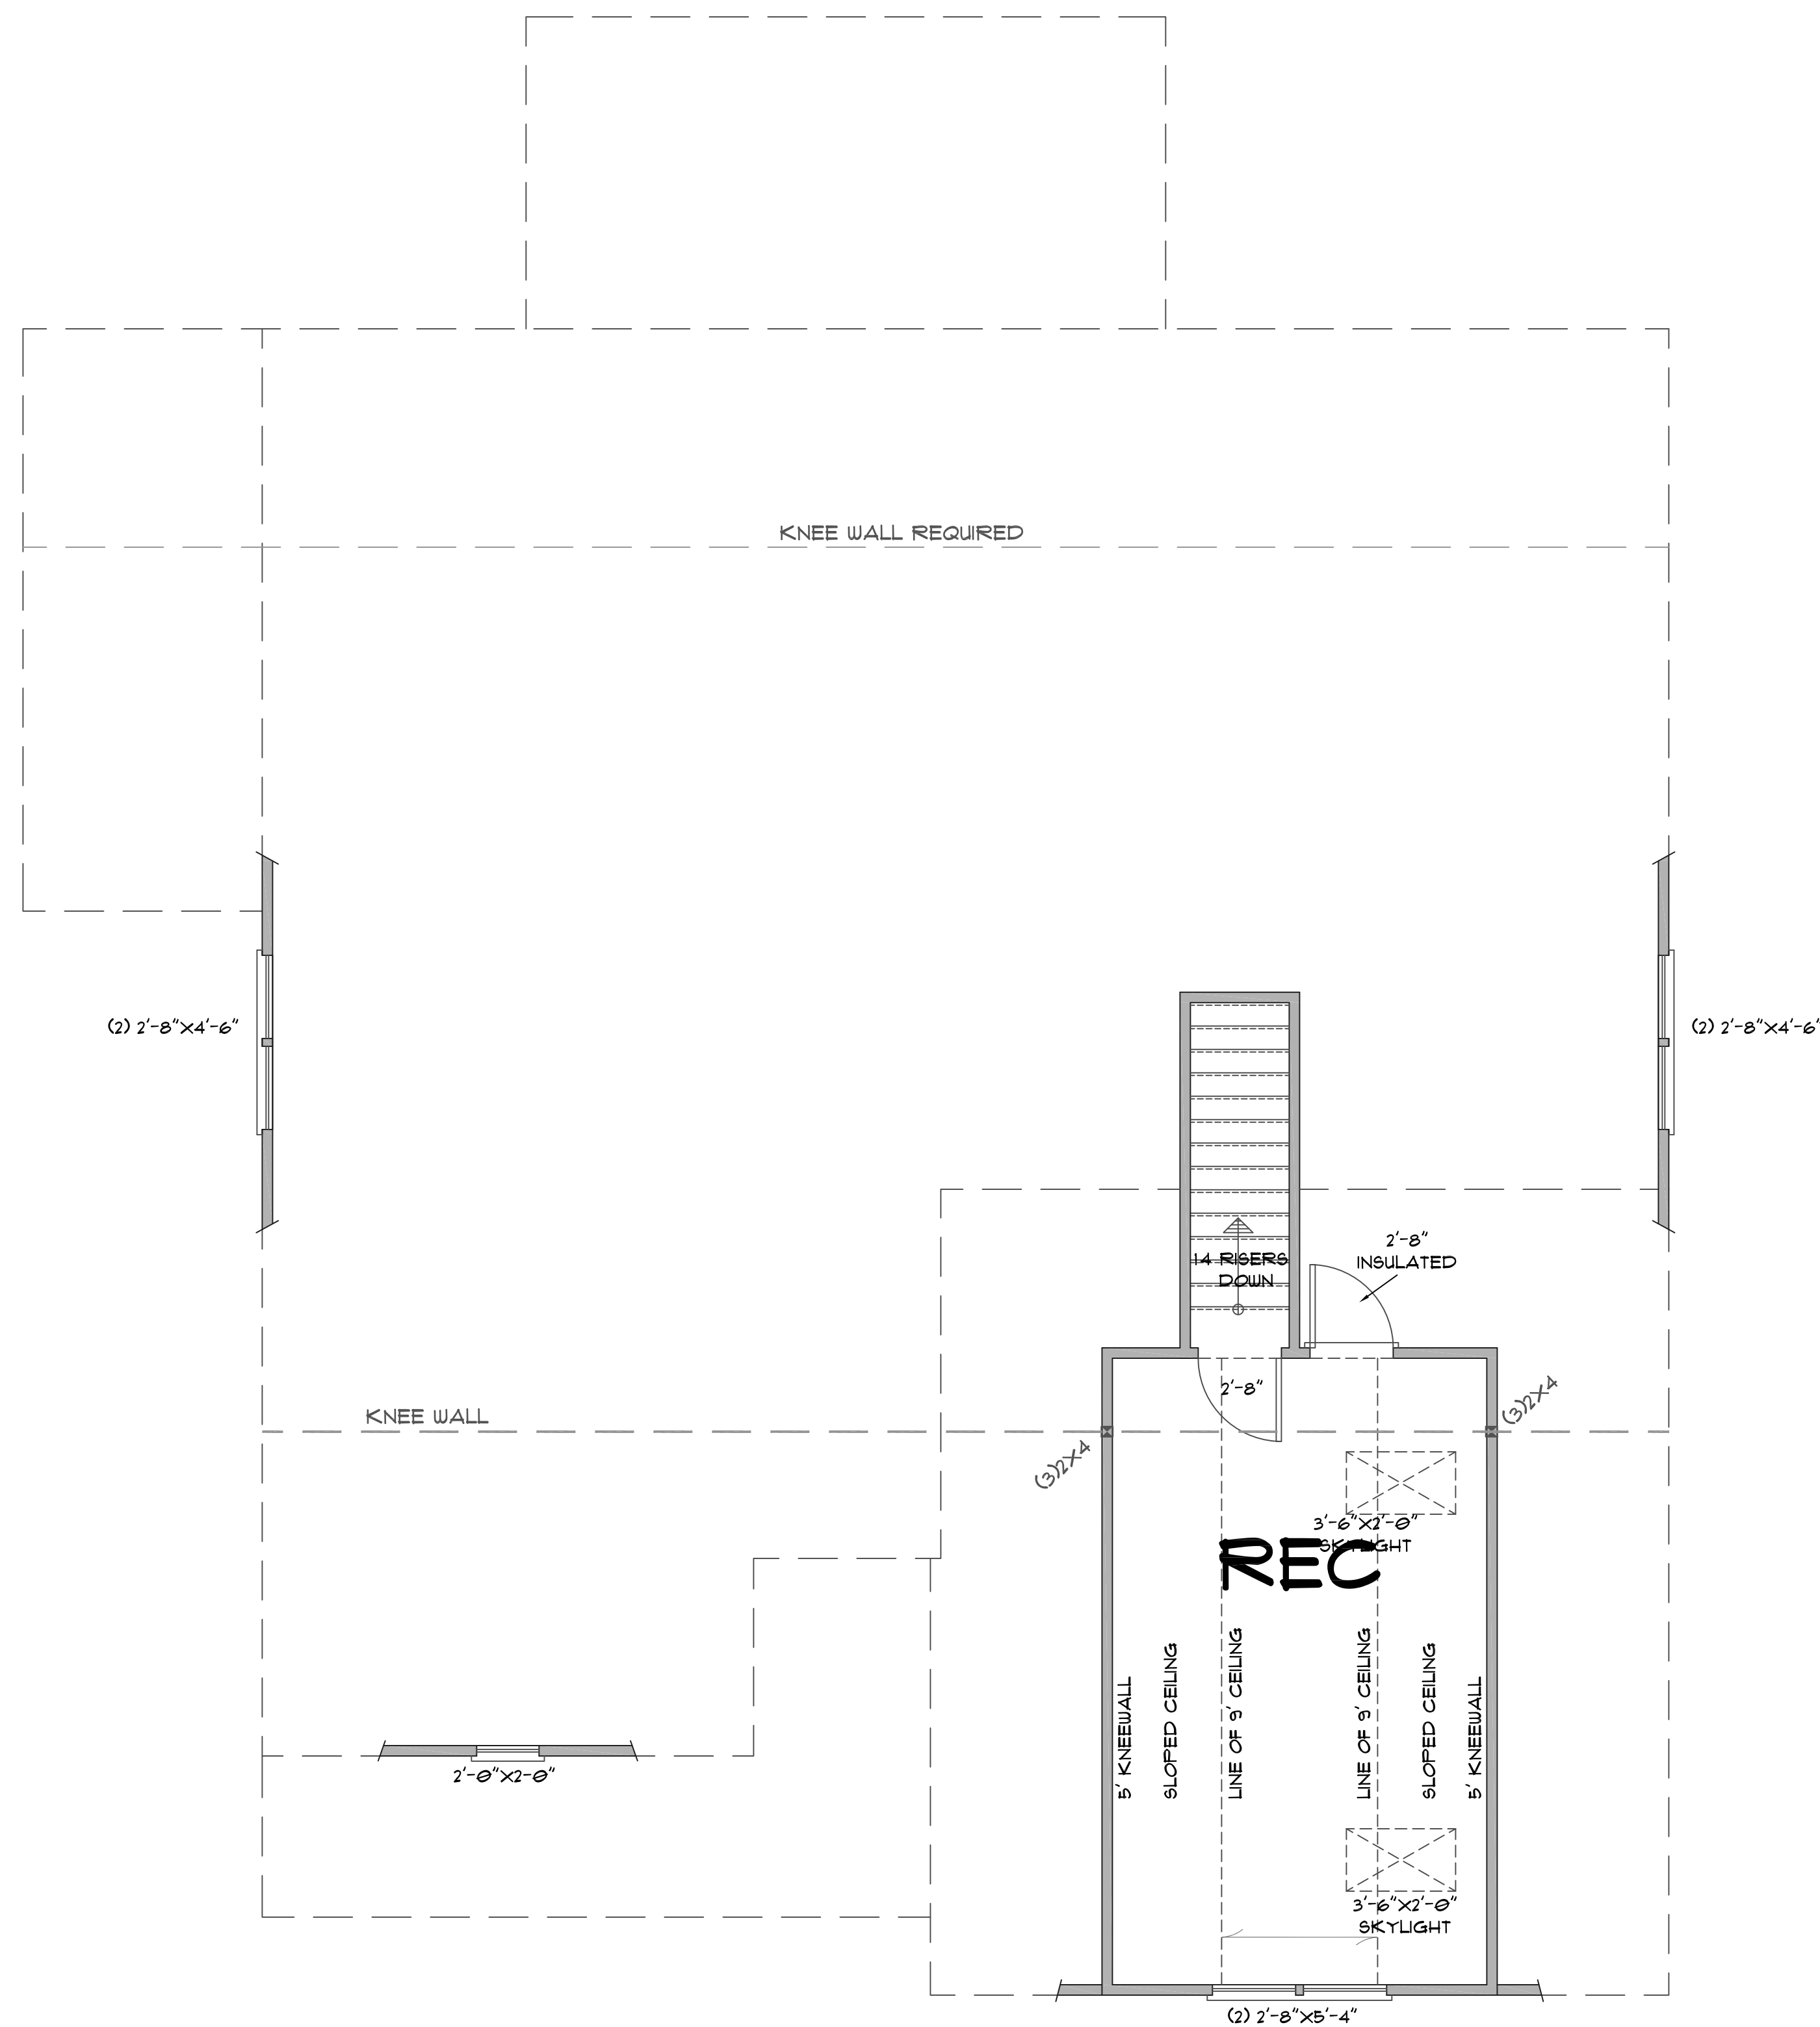 KNEE WALL REQUIRED
(2) 2'-8"X4'-6"
(2) 2'-8"X4'-6"
2'-8"
INSULATED
14 RISERS
DOWN
2'-8"
(3)2X4
KNEE WALL
(3)2X4
3'-6"X2'-0"
SKYLIGHT
REC
5' KNEEWALL
SLOPED CEILING
LINE OF 9' CEILING
LINE OF 9' CEILING
SLOPED CEILING
5' KNEEWALL
2'-0"X2-0"
3'-6"X2'-0"
SKYLIGHT
(2) 2'-8"X5'-4"